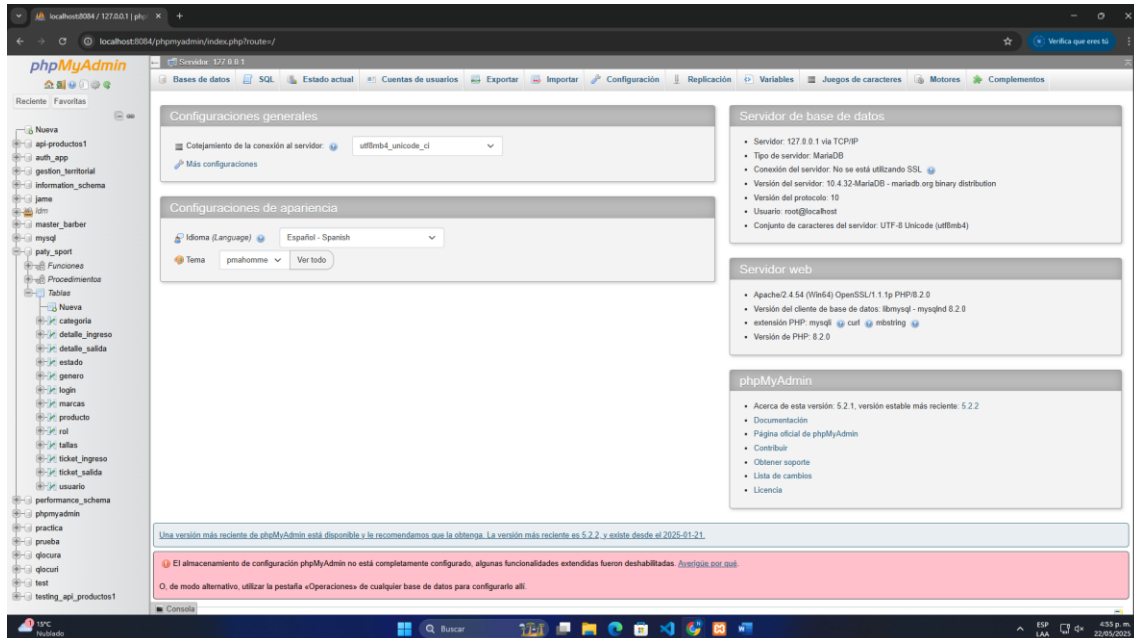 localhost:8084 / 127.0.0.1 | php
localhost:8084/phpmyadmin/index.php?route=/
Verifica que eres tú
phpMyAdmin
Reciente Favoritas
Nueva
api-productos1
auth_app
gestion_territorial
information_schema
jame
ldm
master_barber
mysql
paty_sport
Funciones
Procedimientos
Tablas
Nueva
categoria
detalle_ingreso
detalle_salida
estado
genero
login
marcas
producto
rol
tallas
ticket_ingreso
ticket_salida
usuario
performance_schema
phpmyadmin
practica
prueba
qlocura
qlocuri
test
testing_api_productos1
Servidor: 127.0.0.1
Bases de datos SQL Estado actual Cuentas de usuarios Exportar Importar Configuración Replicación Variables Juegos de caracteres Motores Complementos
Configuraciones generales
Cotejamiento de la conexión al servidor: utf8mb4_unicode_ci
Más configuraciones
Configuraciones de apariencia
Idioma (Language) Español - Spanish
Tema pmahomme Ver todo
Servidor de base de datos
• Servidor: 127.0.0.1 via TCP/IP
• Tipo de servidor: MariaDB
• Conexión del servidor: No se está utilizando SSL
• Versión del servidor: 10.4.32-MariaDB - mariadb.org binary distribution
• Versión del protocolo: 10
• Usuario: root@localhost
• Conjunto de caracteres del servidor: UTF-8 Unicode (utf8mb4)
Servidor web
• Apache/2.4.54 (Win64) OpenSSL/1.1.1p PHP/8.2.0
• Versión del cliente de base de datos: libmysql - mysqlnd 8.2.0
• extensión PHP: mysqli curl mbstring
• Versión de PHP: 8.2.0
phpMyAdmin
• Acerca de esta versión: 5.2.1, versión estable más reciente: 5.2.2
• Documentación
• Página oficial de phpMyAdmin
• Contribuir
• Obtener soporte
• Lista de cambios
• Licencia
Una versión más reciente de phpMyAdmin está disponible y le recomendamos que la obtenga. La versión más reciente es 5.2.2, y existe desde el 2025-01-21.
El almacenamiento de configuración phpMyAdmin no está completamente configurado, algunas funcionalidades extendidas fueron deshabilitadas. Averigüe por qué.
O, de modo alternativo, utilizar la pestaña «Operaciones» de cualquier base de datos para configurarlo allí.
Consola
15°C
Nublado
Buscar
ESP
LAA
4:55 p. m.
22/05/2025